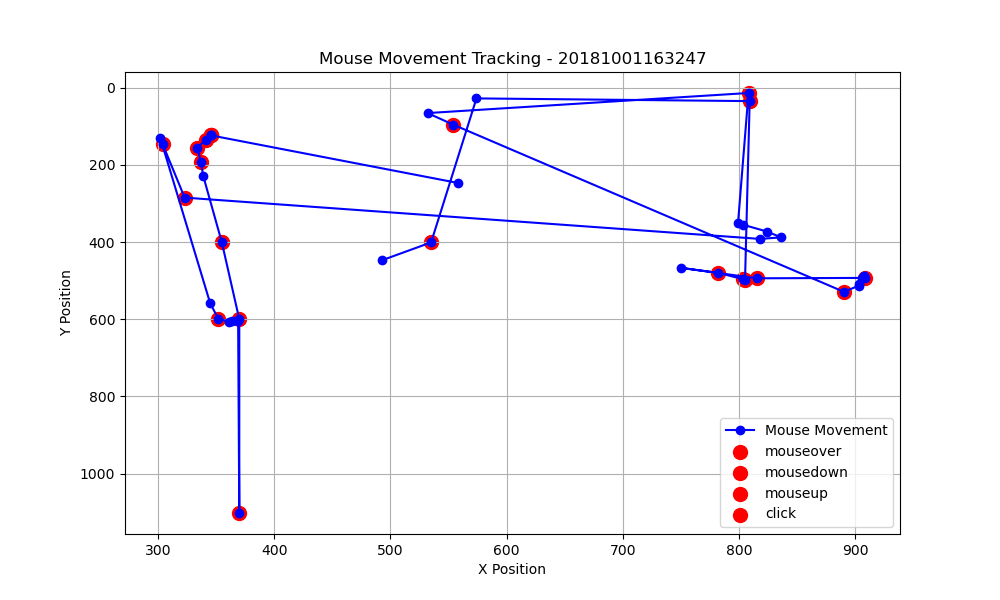 Mouse Movement Tracking - 20181001163247
0
200
400
600
800
1000
Y Position
300 400 500 600 700 800 900
X Position
Mouse Movement
mouseover
mousedown
mouseup
click